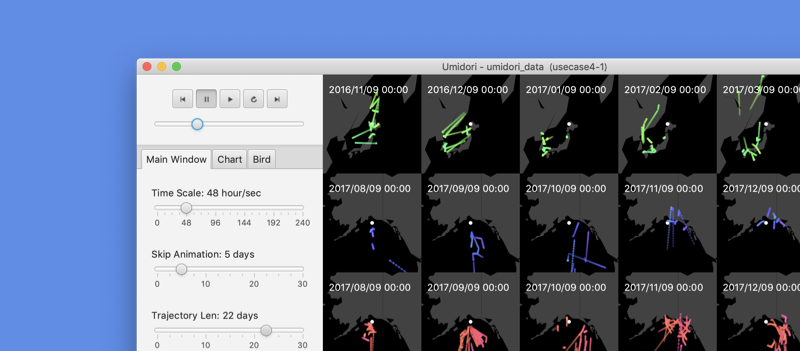 Umidori - umidori_data  (usecase4-1)
Main Window Chart Bird
Time Scale: 48 hour/sec
0 48 96 144 192 240
Skip Animation: 5 days
0 10 20 30
Trajectory Len: 22 days
0 10 20 30
2016/11/09 00:00 2016/12/09 00:00 2017/01/09 00:00 2017/02/09 00:00 2017/03/09 00:00
2017/08/09 00:00 2017/09/09 00:00 2017/10/09 00:00 2017/11/09 00:00 2017/12/09 00:00
2017/08/09 00:00 2017/09/09 00:00 2017/10/09 00:00 2017/11/09 00:00 2017/12/09 00:00